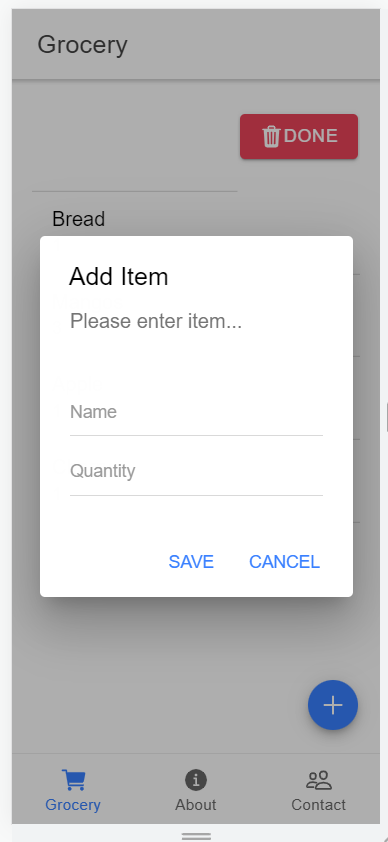 Grocery
DONE
Bread
Add Item
Please enter item...
Name
Quantity
SAVE CANCEL
Grocery About Contact